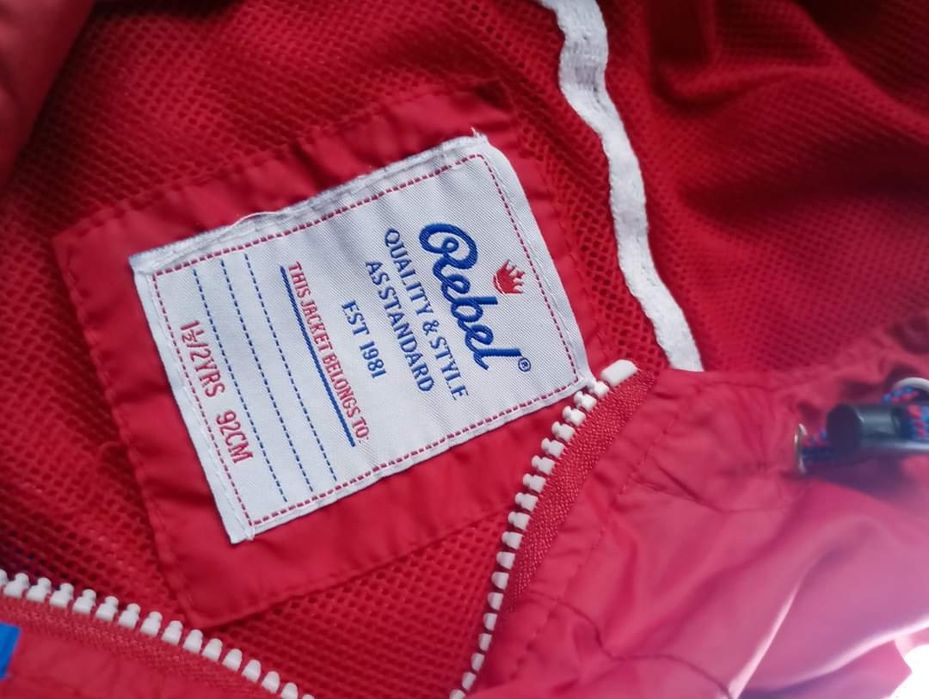 Rebel®
QUALITY & STYLE
AS STANDARD
EST 1981
THIS JACKET BELONGS TO:
1½/2YRS 92CM